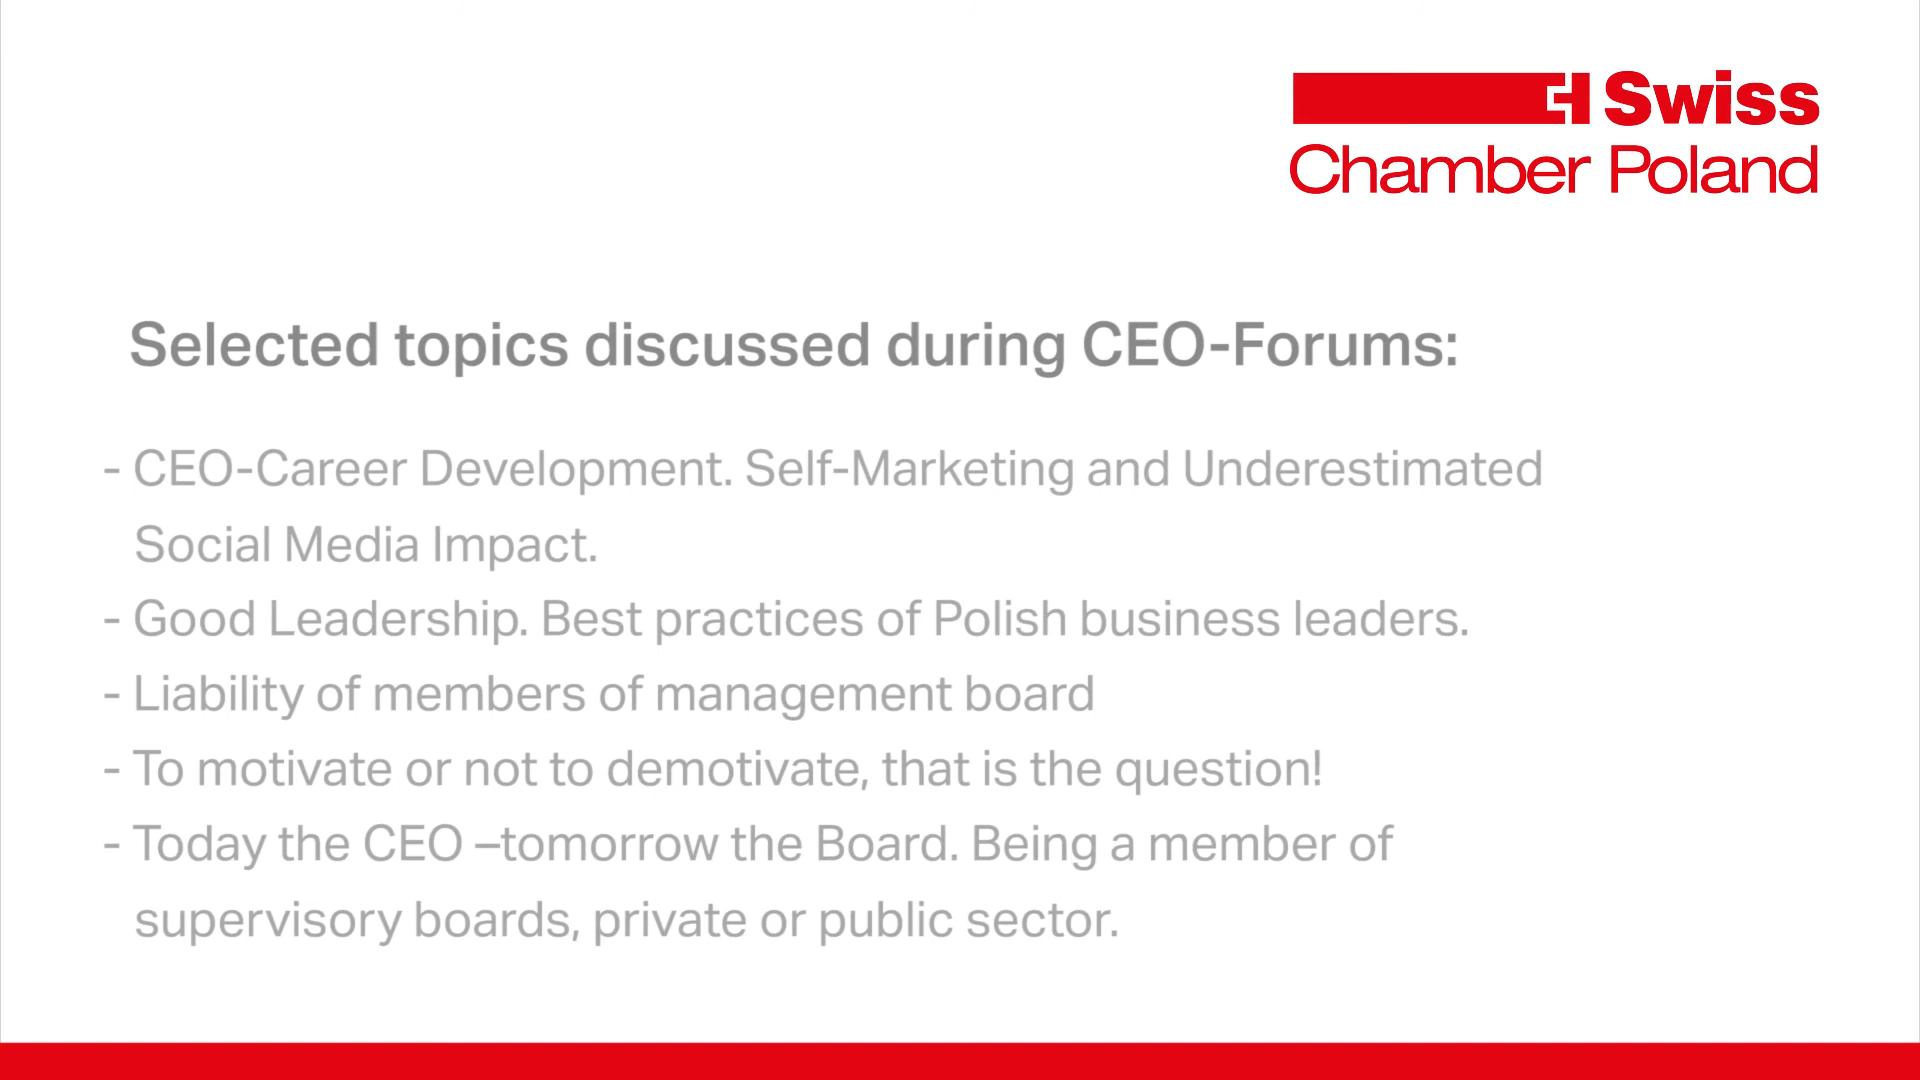 Swiss
Chamber Poland
Selected topics discussed during CEO-Forums:
- CEO-Career Development. Self-Marketing and Underestimated
Social Media Impact.
- Good Leadership. Best practices of Polish business leaders.
- Liability of members of management board
- To motivate or not to demotivate, that is the question!
- Today the CEO –tomorrow the Board. Being a member of
supervisory boards, private or public sector.